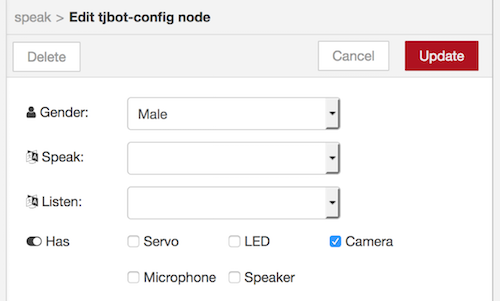 speak > Edit tjbot-config node
Delete Cancel Update
Gender: Male
Speak:
Listen:
Has Servo LED Camera
Microphone Speaker